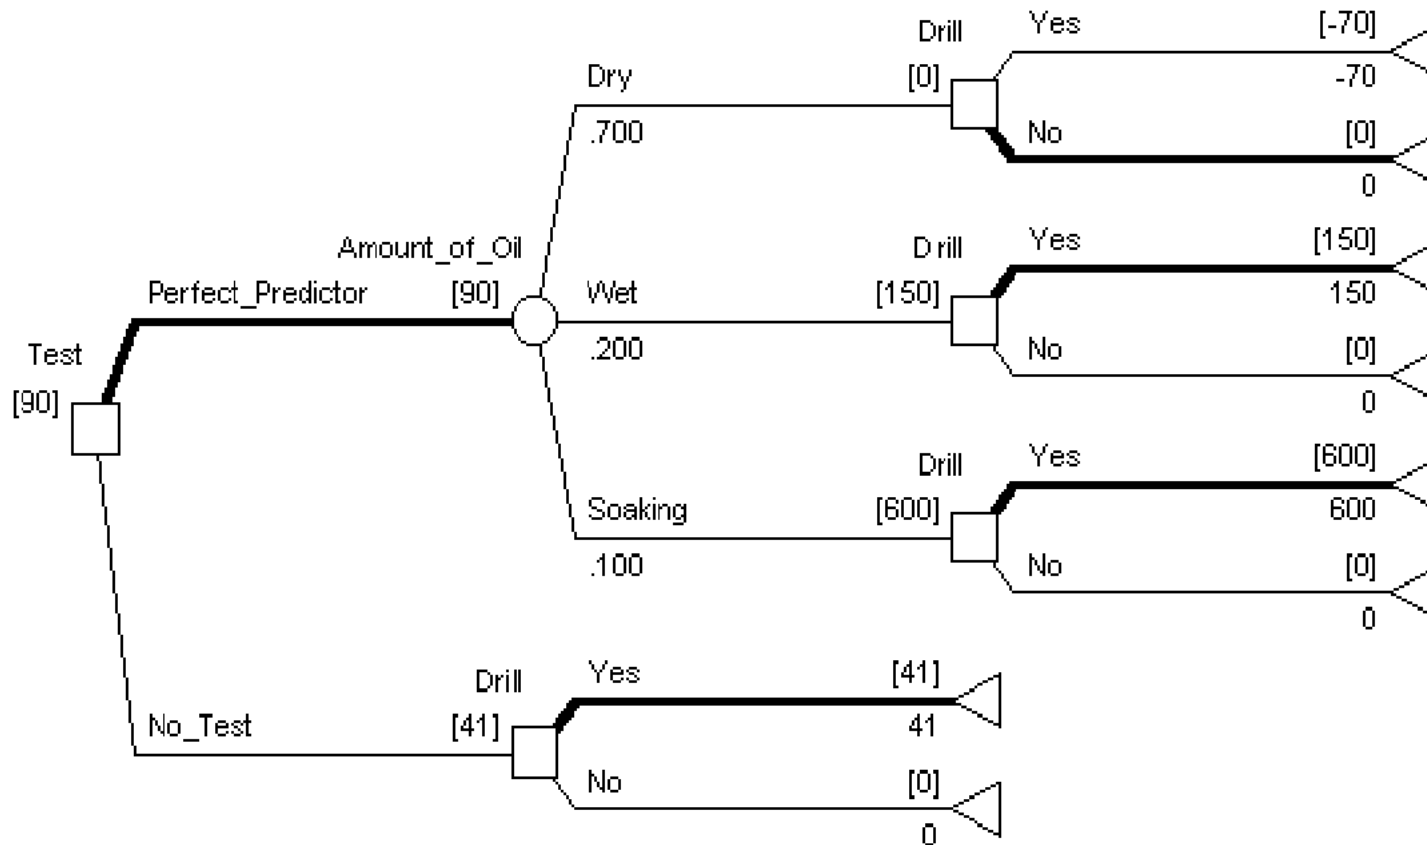 Drill
Yes
[-70]
[0]
-70
No
[0]
0
Dry
.700
Amount_of_Oil
Perfect_Predictor
[90]
Wet
.200
Drill
Yes
[150]
[150]
150
No
[0]
0
Test
[90]
Soaking
.100
Drill
Yes
[600]
[600]
600
No
[0]
0
No_Test
Drill
Yes
[41]
[41]
41
No
[0]
0